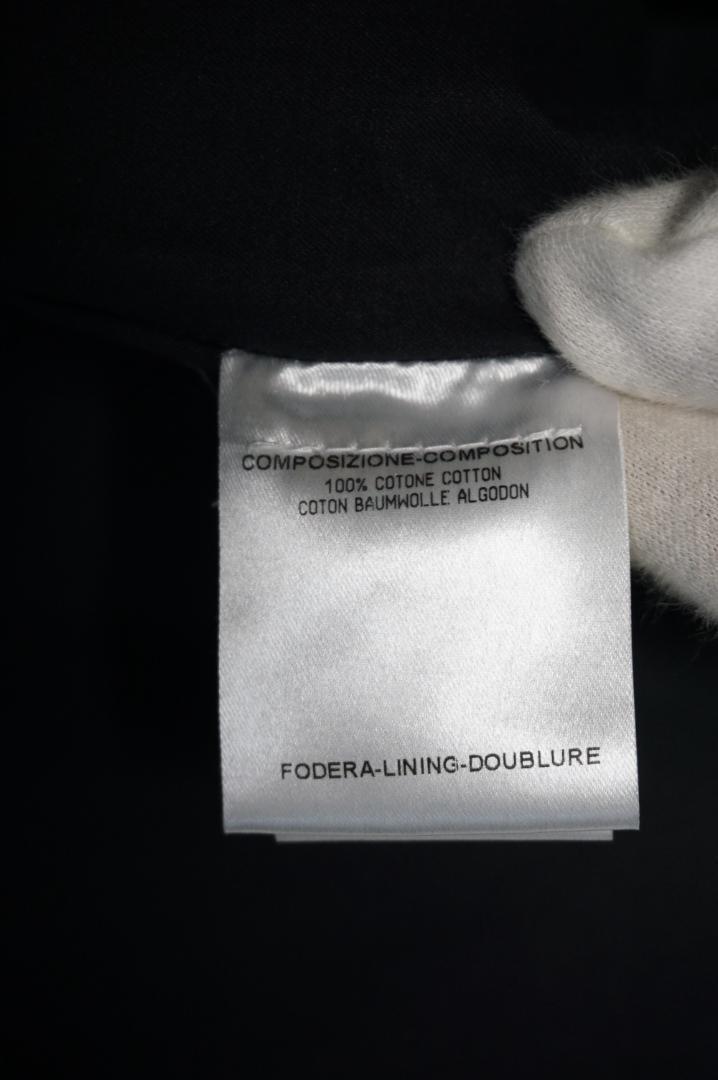 COMPOSIZIONE-COMPOSITION
100% COTONE COTTON
COTON BAUMWOLLE ALGODON
FODERA-LINING-DOUBLURE